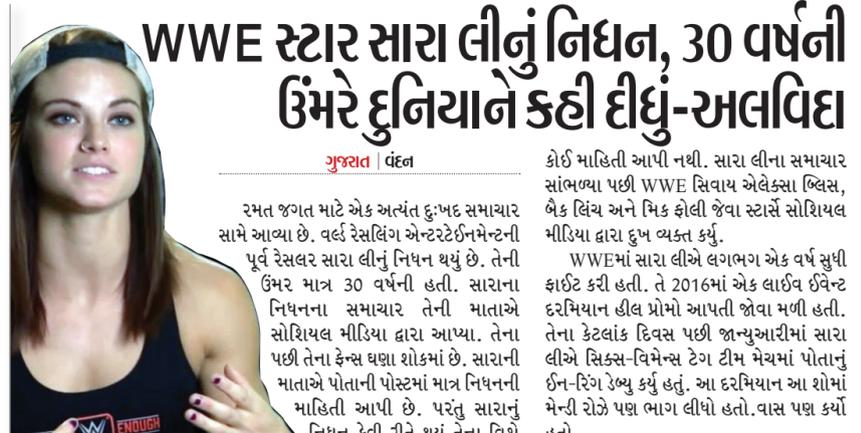 WWE સ્ટાર સારા લીનું નિધન, 30 વર્ષની
ઉંમરે દુનિયાને કહી દીધું-અલવિદા
ગુજરાત | વંદન
રમત જગત માટે એક અત્યંત દુઃખદ સમાચાર
સામે આવ્યા છે. વર્લ્ડ રેસલિંગ એન્ટરટેઈનમેન્ટની
પૂર્વ રેસલર સારા લીનું નિધન થયું છે. તેની
ઉંમર માત્ર 30 વર્ષની હતી. સારાના
નિધનના સમાચાર તેની માતાએ
સોશિયલ મીડિયા દ્વારા આપ્યા. તેના
પછી તેના ફેન્સ ઘણા શોકમાં છે. સારાની
માતાએ પોતાની પોસ્ટમાં માત્ર નિધનની
માહિતી આપી છે. પરંતુ સારાનું
કોઈ માહિતી આપી નથી. સારા લીના સમાચાર
સાંભળ્યા પછી WWE સિવાય એલેક્સા બ્લિસ,
બૈક લિંચ અને મિક ફોલી જેવા સ્ટાર્સે સોશિયલ
મીડિયા દ્વારા દુખ વ્યક્ત કર્યુ.
WWEમાં સારા લીએ લગભગ એક વર્ષ સુધી
ફાઈટ કરી હતી. તે 2016માં એક લાઈવ ઈવેન્ટ
દરમિયાન હીલ પ્રોમો આપતી જોવા મળી હતી.
તેના કેટલાંક દિવસ પછી જાન્યુઆરીમાં સારા
લીએ સિક્સ-વિમેન્સ ટેગ ટીમ મેચમાં પોતાનું
ઈન-રિંગ ડેબ્યુ કર્યુ હતું. આ દરમિયાન આ શોમાં
મેન્ડી રોઝે પણ ભાગ લીધો હતો.વાસ પણ કર્યો
W ENOUGH